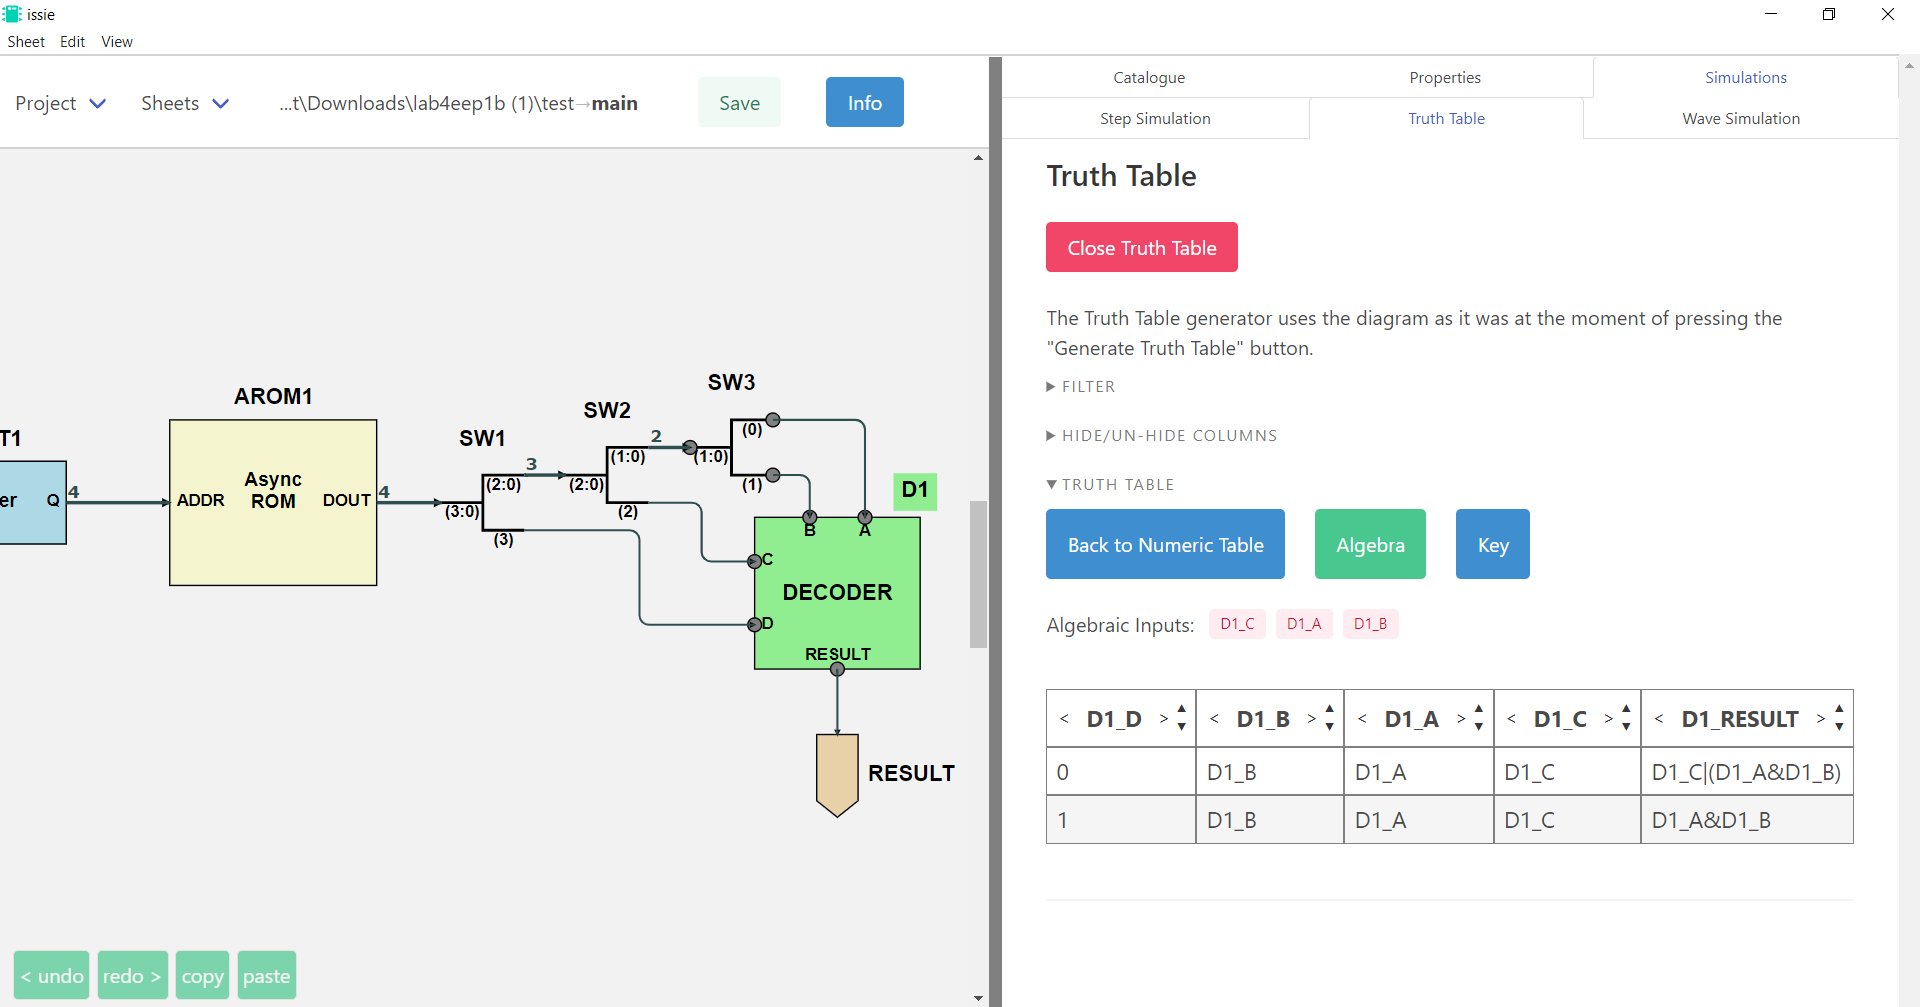 issie
Sheet Edit View
Project Sheets ...t\Downloads\lab4eep1b (1)\test→main Save Info
Catalogue Properties Simulations
Step Simulation Truth Table Wave Simulation
Truth Table
Close Truth Table
The Truth Table generator uses the diagram as it was at the moment of pressing the
"Generate Truth Table" button.
FILTER
HIDE/UN-HIDE COLUMNS
TRUTH TABLE
Back to Numeric Table Algebra Key
Algebraic Inputs: D1_C D1_A D1_B
< D1_D > < D1_B > < D1_A > < D1_C > < D1_RESULT >
0 D1_B D1_A D1_C D1_C|(D1_A&D1_B)
1 D1_B D1_A D1_C D1_A&D1_B
T1
er Q 4
AROM1
ADDR Async ROM DOUT 4
SW1
(3:0) (2:0) (3) 3
SW2
(2:0) (1:0) (2) 2
SW3
(1:0) (0) (1)
D1
B A
C
DECODER
D
RESULT
RESULT
< undo redo > copy paste